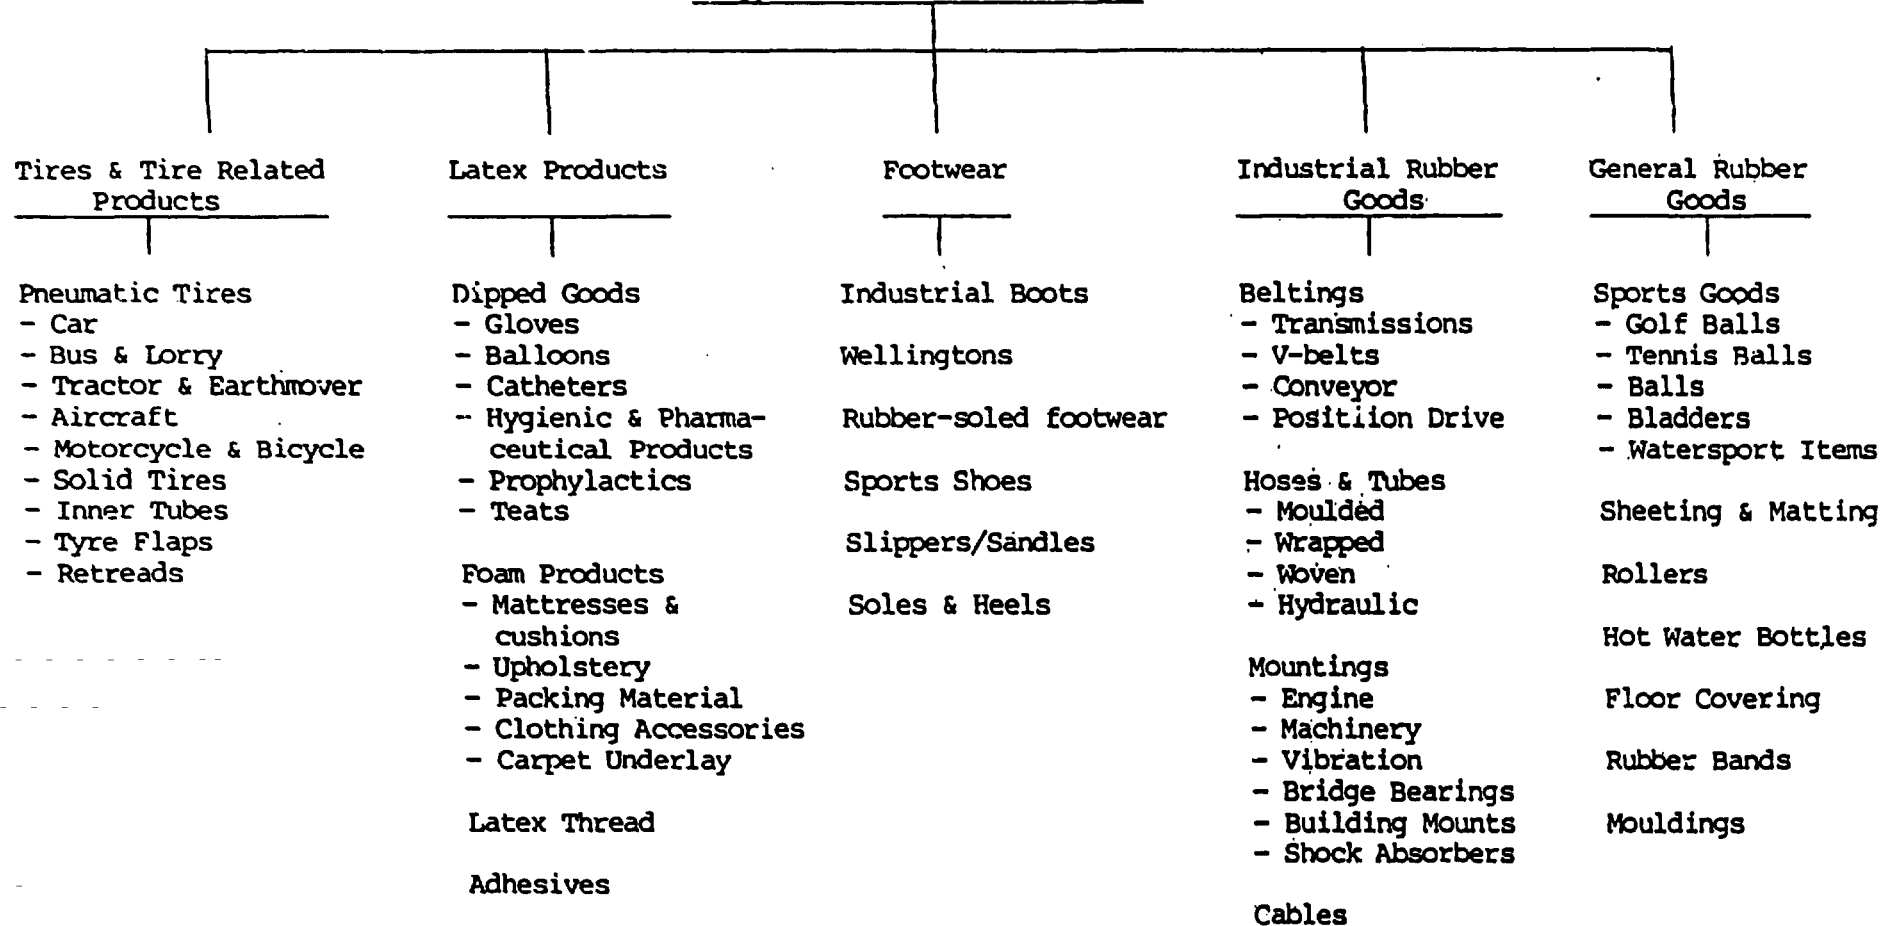 Tires & Tire Related
Products
Pneumatic Tires
- Car
- Bus & Lorry
- Tractor & Earthmover
- Aircraft
- Motorcycle & Bicycle
- Solid Tires
- Inner Tubes
- Tyre Flaps
- Retreads
Latex Products
Dipped Goods
- Gloves
- Balloons
- Catheters
- Hygienic & Pharma-
ceutical Products
- Prophylactics
- Teats
Foam Products
- Mattresses &
cushions
- Upholstery
- Packing Material
- Clothing Accessories
- Carpet Underlay
Latex Thread
Adhesives
Footwear
Industrial Boots
Wellingtons
Rubber-soled footwear
Sports Shoes
Slippers/Sandles
Soles & Heels
Industrial Rubber
Goods
Beltings
- Transmissions
- V-belts
- Conveyor
- Positiion Drive
Hoses & Tubes
- Moulded
- Wrapped
- Woven
- Hydraulic
Mountings
- Engine
- Machinery
- Vibration
- Bridge Bearings
- Building Mounts
- Shock Absorbers
Cables
General Rubber
Goods
Sports Goods
- Golf Balls
- Tennis Balls
- Balls
- Bladders
- Watersport Items
Sheeting & Matting
Rollers
Hot Water Bottles
Floor Covering
Rubber Bands
Mouldings